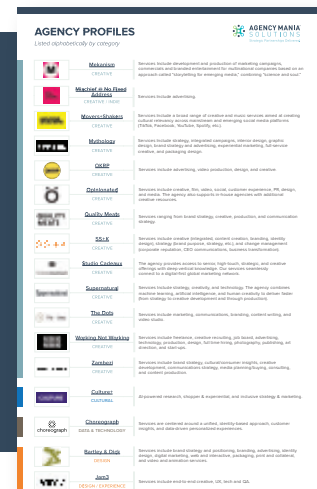 AGENCY PROFILES
Listed alphabetically by category
AGENCY MANIA
SOLUTIONS
Mekanism
CREATIVE
Services include development and production of marketing campaigns,
commercials and branded entertainment for multinational companies based on an
approach called "storytelling for emerging media," combining "science and soul."
Mischief @ No Fixed
Address
CREATIVE / INDIE
Services include advertising.
Movers+Shakers
CREATIVE
Services include a broad range of creative and music services aimed at creating
cultural relevancy across mainstream and emerging social media platforms
(TikTok, Facebook, YouTube, Spotify, etc.).
Mythology
CREATIVE
Services include strategy, integrated campaigns, interior design, graphic
design, brand strategy and advertising, experiential marketing, full-service
creative, and packaging design.
OKRP
CREATIVE
Services include advertising, video production, design, and creative.
Opinionated
CREATIVE
Services include creative, film, video, social, customer experience, PR, design,
and media. The agency also supports in-house agencies with additional
creative resources.
Quality Meats
CREATIVE
Services ranging from brand strategy, creative, production, and communication
strategy.
SS+K
CREATIVE
Services include creative (integrated, content creation, branding, identity
design), strategy (brand purpose, strategy, etc.), and change management
(corporate reputation, CEO communications, business transformation).
Studio Cadeaux
CREATIVE
The agency provides access to senior, high-touch, strategic, and creative
offerings with deep vertical knowledge. Our services seamlessly
connect to a digital-first global marketing network.
Supernatural
CREATIVE
Services include strategy, creativity, and technology. The agency combines
machine learning, artificial intelligence, and human creativity to deliver faster
(from strategy to creative development and through production).
The Dots
CREATIVE
Services include marketing, communications, branding, content writing, and
video studio.
Working Not Working
CREATIVE
Services include freelance, creative recruiting, job board, advertising,
technology, production, design, full time hiring, photography, publishing, art
direction, and start-ups.
Zambezi
CREATIVE
Services include brand strategy, cultural/consumer insights, creative
development, communications strategy, media planning/buying, consulting,
and content production.
CULTURE
Culture+
CULTURAL
AI-powered research, shopper & experiential, and inclusive strategy & marketing.
choreograph
Choreograph
DATA & TECHNOLOGY
Services are centered around a unified, identity-based approach, customer
insights, and data-driven personalized experiences.
Bartley & Dick
DESIGN
Services include brand strategy and positioning, branding, advertising, identity
design, digital marketing, web and interactive, packaging, print and collateral,
and video and animation services.
Jam3
DESIGN - EXPERIENCE
Services include end-to-end creative, UX, tech and QA.